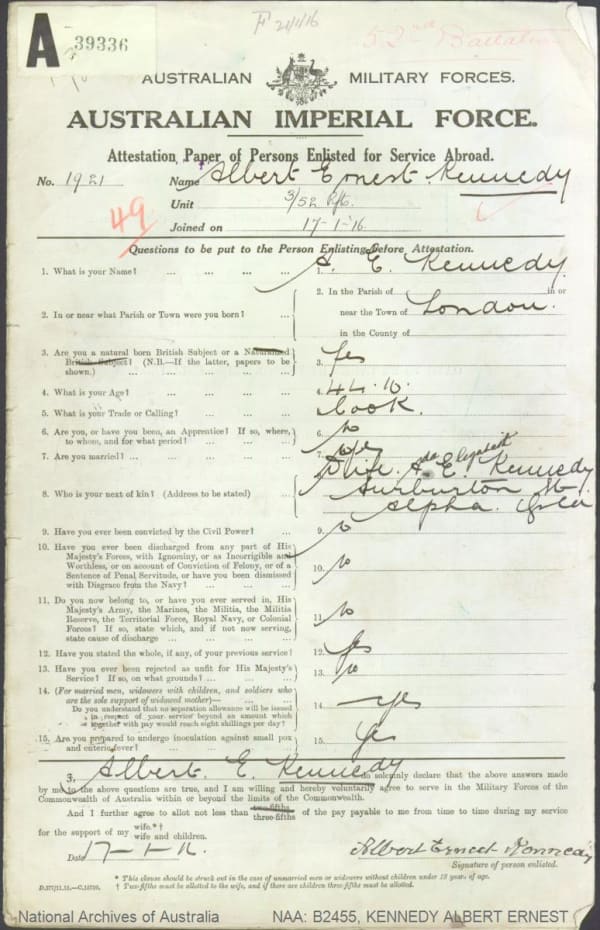 A 39336
21/1/16
52nd Battalion
AUSTRALIAN MILITARY FORCES.
AUSTRALIAN IMPERIAL FORCE.
Attestation Paper of Persons Enlisted for Service Abroad.
No. 1921 Name Albert Ernest Kennedy
Unit 3/52 Rfts.
49
Joined on 17-1-16
Questions to be put to the Person Enlisting before Attestation.
1. What is your Name? ... ... ... ... 1. A. E. Kennedy.
2. In or near what Parish or Town were you born? ... 2. In the Parish of in or
near the Town of London.
in the County of
3. Are you a natural born British Subject or a Naturalised
British Subject? (N.B.—If the latter, papers to be
shown.) ... ... ... ... 3. Yes
4. What is your Age? ... ... ... ... 4. 44.10.
5. What is your Trade or Calling? ... ... ... 5. Cook.
6. Are you, or have you been, an Apprentice? If so, where,
to whom, and for what period? ... ... ... 6. No
7. Are you married? ... ... ... ... 7. Yes
8. Who is your next of kin? (Address to be stated) ... 8. Wife. E. Kennedy
St.
Alpha.
9. Have you ever been convicted by the Civil Power? ... 9. No
10. Have you ever been discharged from any part of His
Majesty's Forces, with Ignominy, or as Incorrigible and
Worthless, or on account of Conviction of Felony, or of a
Sentence of Penal Servitude, or have you been dismissed
with Disgrace from the Navy? ... ... ... 10. No
11. Do you now belong to, or have you ever served in, His
Majesty's Army, the Marines, the Militia, the Militia
Reserve, the Territorial Force, Royal Navy, or Colonial
Forces? If so, state which, and if not now serving,
state cause of discharge ... ... ... 11. No
12. Have you stated the whole, if any, of your previous service? 12. Yes
13. Have you ever been rejected as unfit for His Majesty's
Service? If so, on what grounds? ... ... 13. No
14. (For married men, widowers with children, and soldiers who
are the sole support of widowed mother)—
Do you understand that no separation allowance will be issued
in respect of your service beyond an amount which
together with pay would reach eight shillings per day? 14. Yes
15. Are you prepared to undergo inoculation against small pox
and enteric fever? ... ... ... 15. Yes
I, Albert. E. Kennedy do solemnly declare that the above answers made
by me to the above questions are true, and I am willing and hereby voluntarily agree to serve in the Military Forces of the
Commonwealth of Australia within or beyond the limits of the Commonwealth.
And I further agree to allot not less than two-fifths
three-fifths of the pay payable to me from time to time during my service
for the support of my wife.*†
wife and children.
Date 17-1-16 Albert Ernest Kennedy
Signature of person enlisted.
* This clause should be struck out in the case of unmarried men or widowers without children under 18 years of age.
† Two-fifths must be allotted to the wife, and if there are children three-fifths must be allotted.
National Archives of Australia NAA: B2455, KENNEDY ALBERT ERNEST